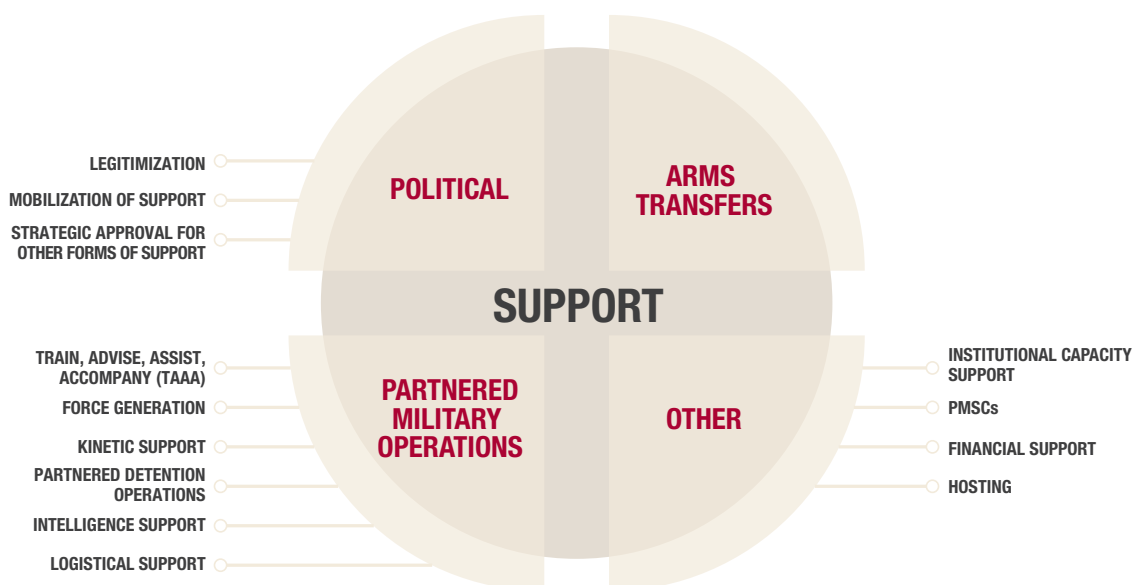 LEGITIMIZATION
MOBILIZATION OF SUPPORT
STRATEGIC APPROVAL FOR
OTHER FORMS OF SUPPORT
POLITICAL
ARMS
TRANSFERS
SUPPORT
TRAIN, ADVISE, ASSIST,
ACCOMPANY (TAAA)
FORCE GENERATION
KINETIC SUPPORT
PARTNERED DETENTION
OPERATIONS
INTELLIGENCE SUPPORT
LOGISTICAL SUPPORT
PARTNERED
MILITARY
OPERATIONS
OTHER
INSTITUTIONAL CAPACITY
SUPPORT
PMSCs
FINANCIAL SUPPORT
HOSTING